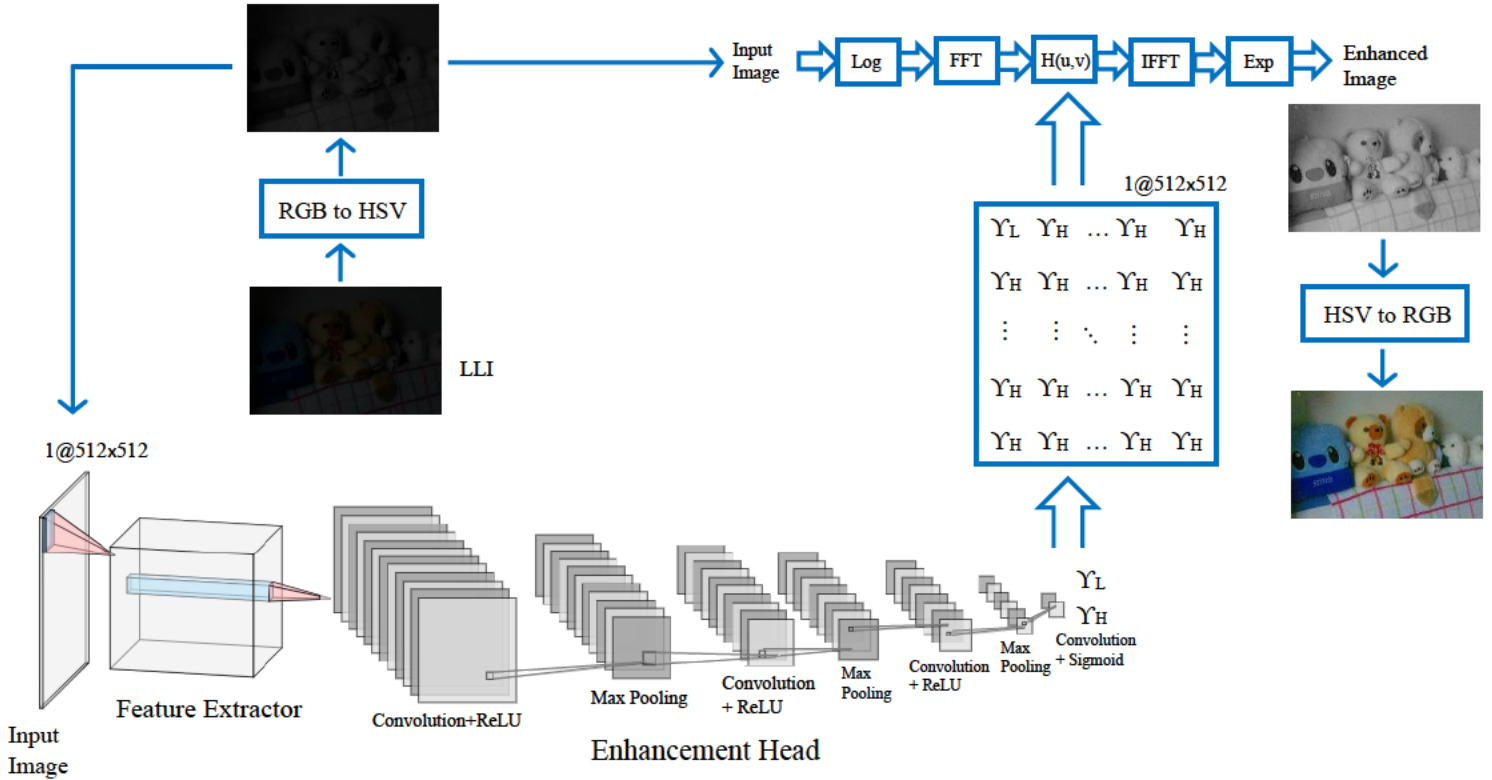 Input
Image
Log
FFT
H(u,v)
IFFT
Exp
Enhanced
Image
RGB to HSV
LLI
1@512x512
ϒL ϒH … ϒH ϒH
ϒH ϒH … ϒH ϒH
⋮ ⋮ ⋱ ⋮ ⋮
ϒH ϒH … ϒH ϒH
ϒH ϒH … ϒH ϒH
HSV to RGB
STITCH
1@512x512
Input
Image
Feature Extractor
Convolution+ReLU
Max Pooling
Convolution
+ ReLU
Max
Pooling
Convolution
+ ReLU
Max
Pooling
Convolution
+ Sigmoid
ϒL
ϒH
Enhancement Head